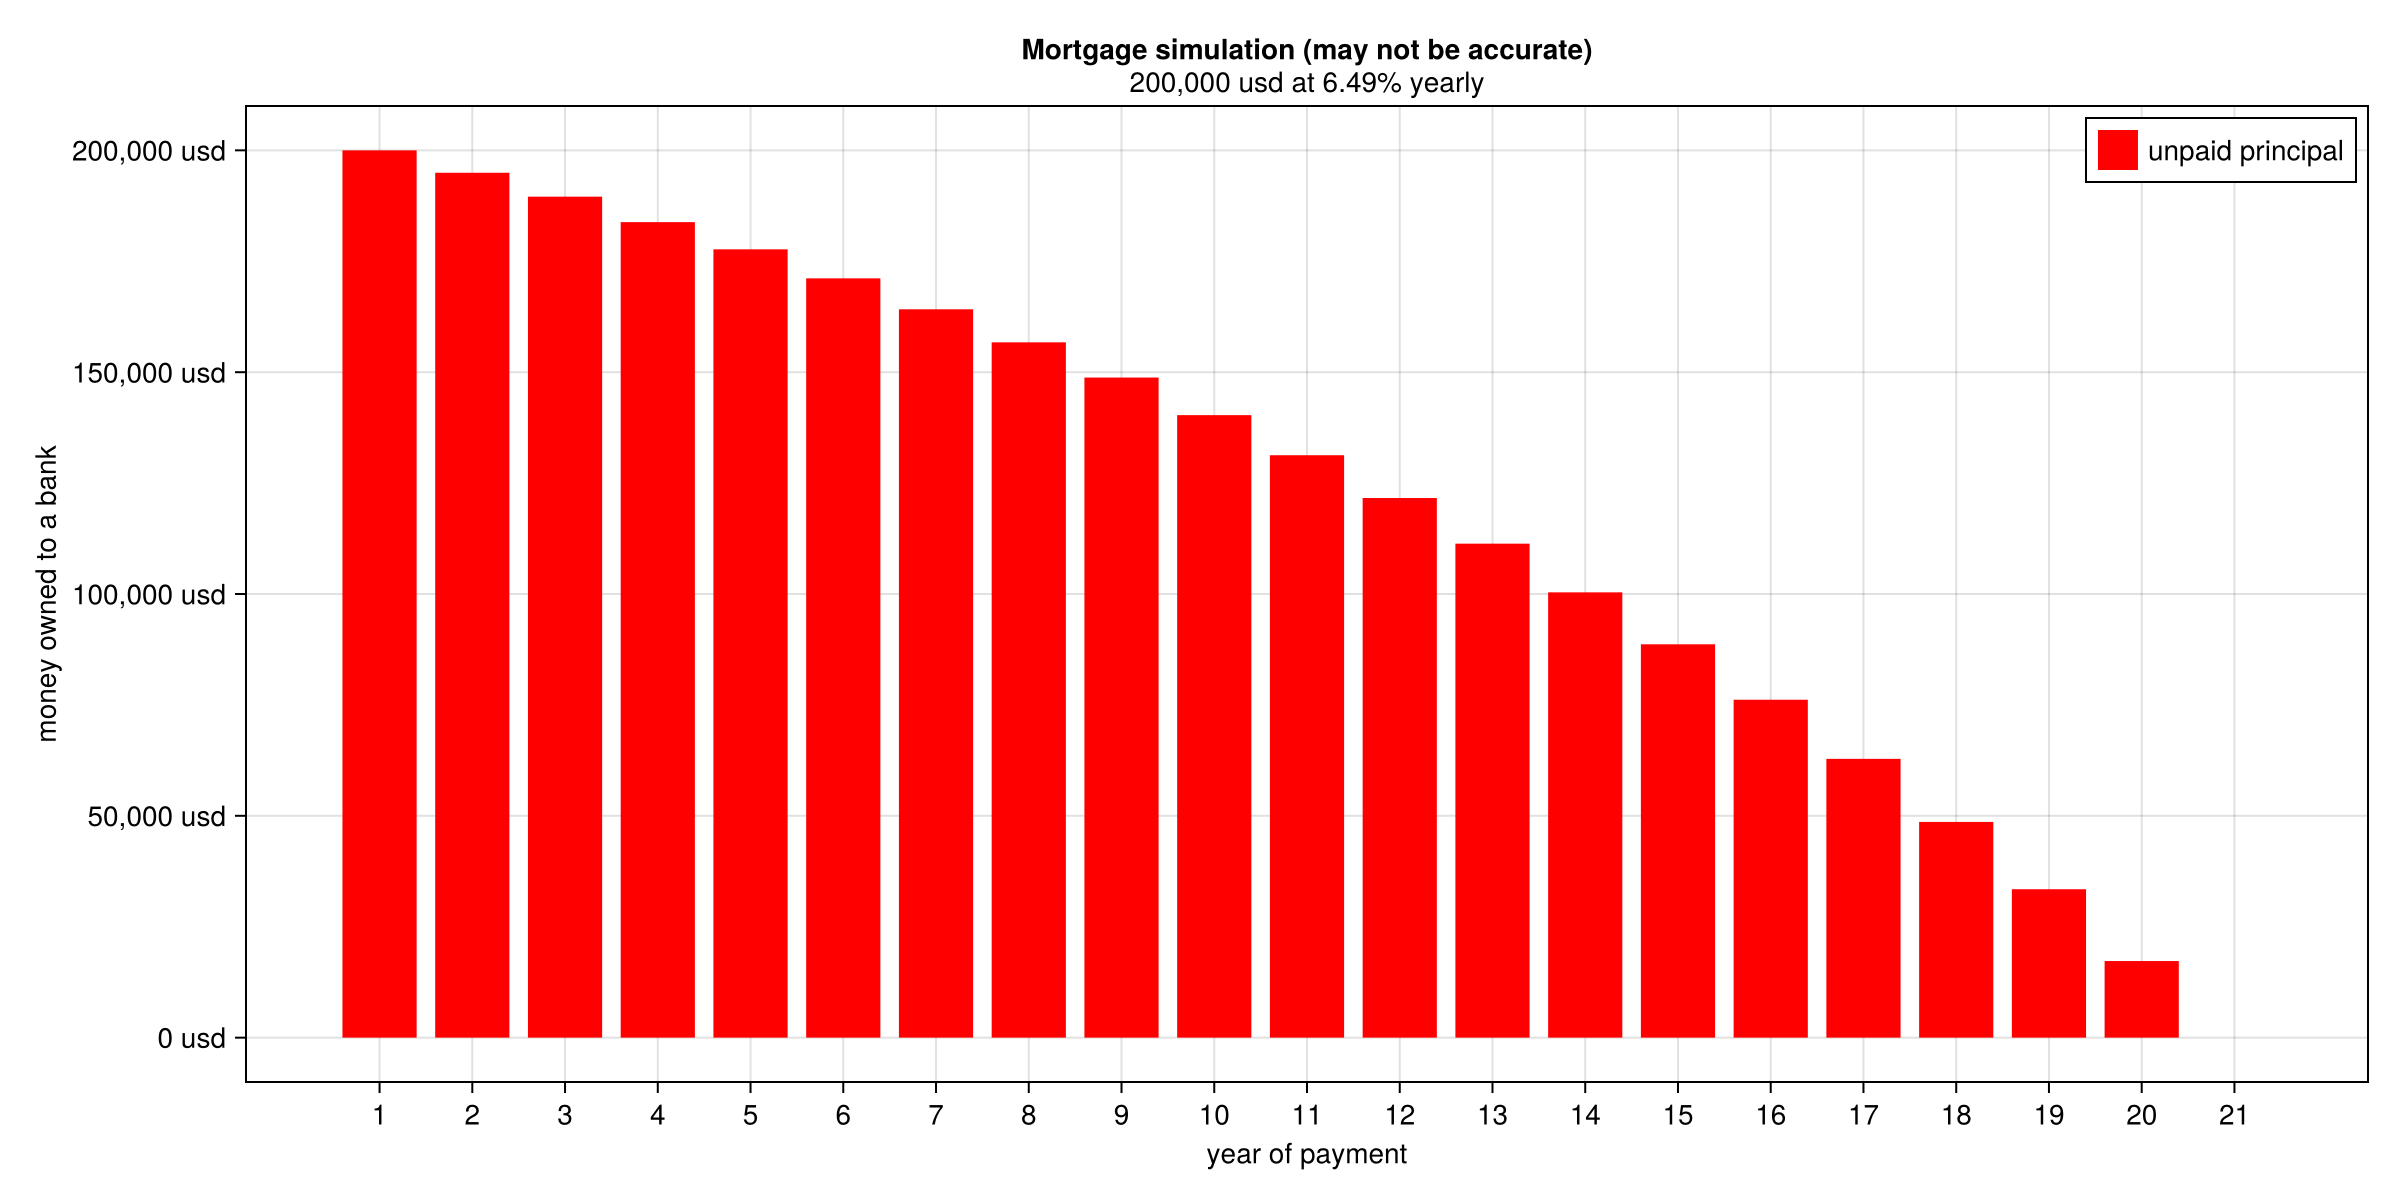 Mortgage simulation (may not be accurate)
200,000 usd at 6.49% yearly
unpaid principal
money owned to a bank
200,000 usd
150,000 usd
100,000 usd
50,000 usd
0 usd
1 2 3 4 5 6 7 8 9 10 11 12 13 14 15 16 17 18 19 20 21
year of payment